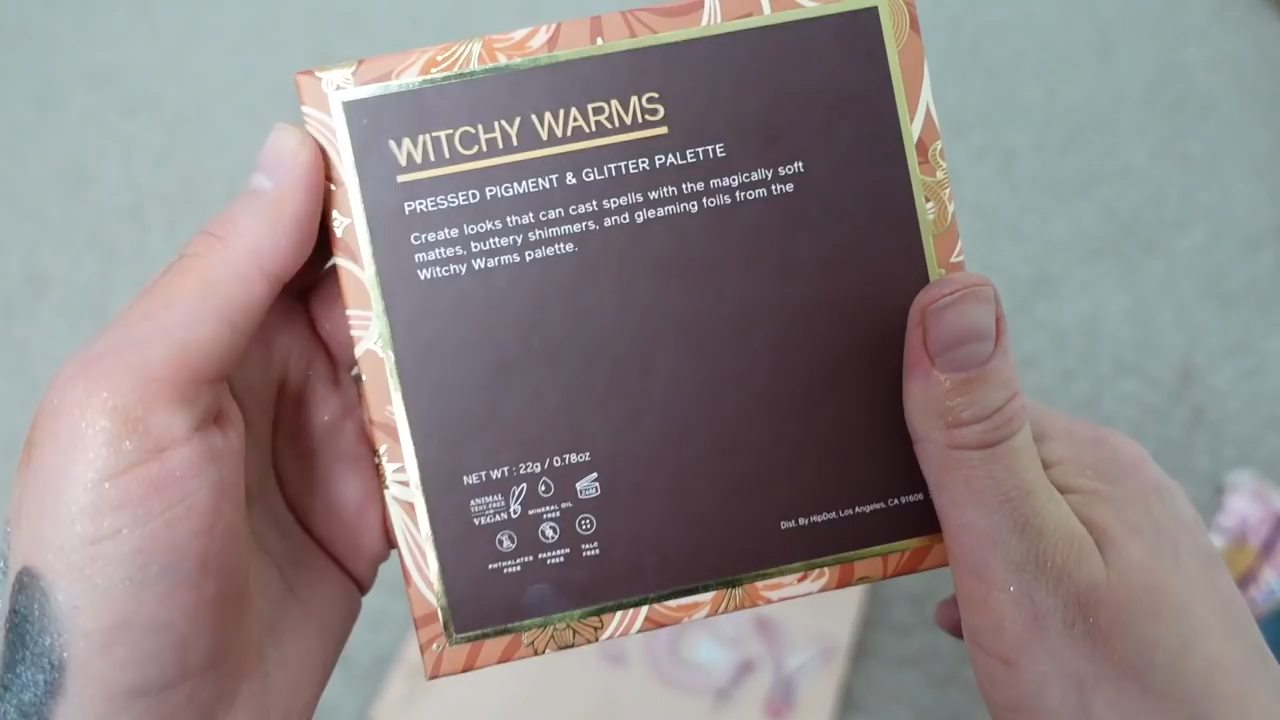 WITCHY WARMS
PRESSED PIGMENT & GLITTER PALETTE
Create looks that can cast spells with the magically soft
mattes, buttery shimmers, and gleaming foils from the
Witchy Warms palette.
NET WT : 22g / 0.78oz
ANIMAL
TEST-FREE
VEGAN
MINERAL OIL
FREE
24M
PHTHALATES
FREE
PARABEN
FREE
TALC
FREE
Dist. By HipDot, Los Angeles, CA 91606